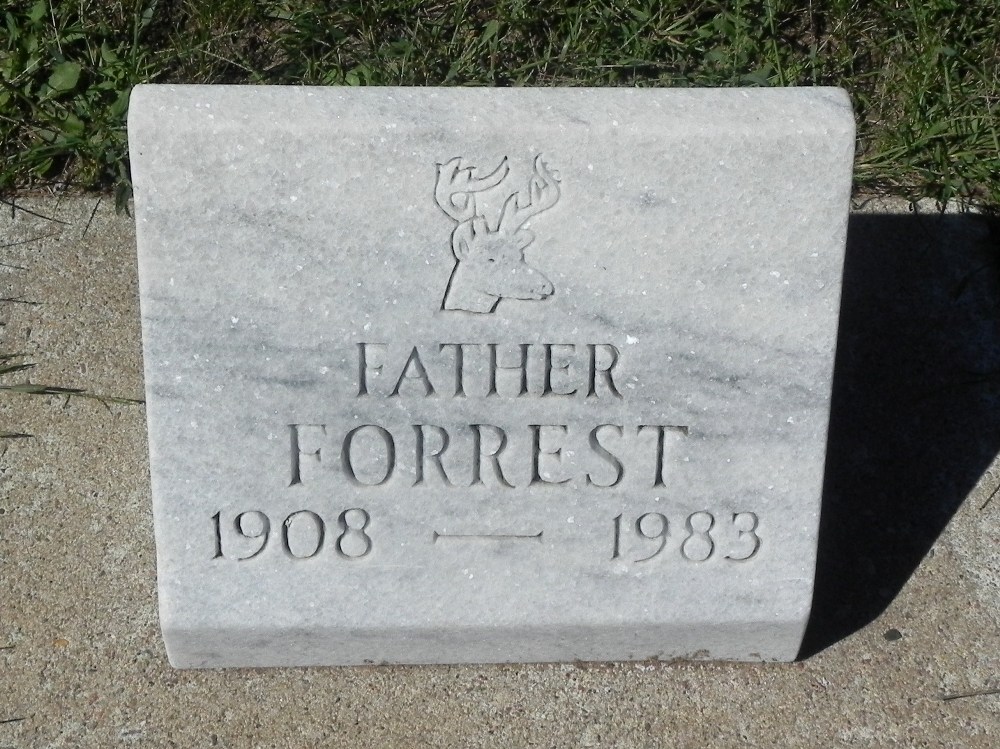 FATHER
FORREST
1908 — 1983